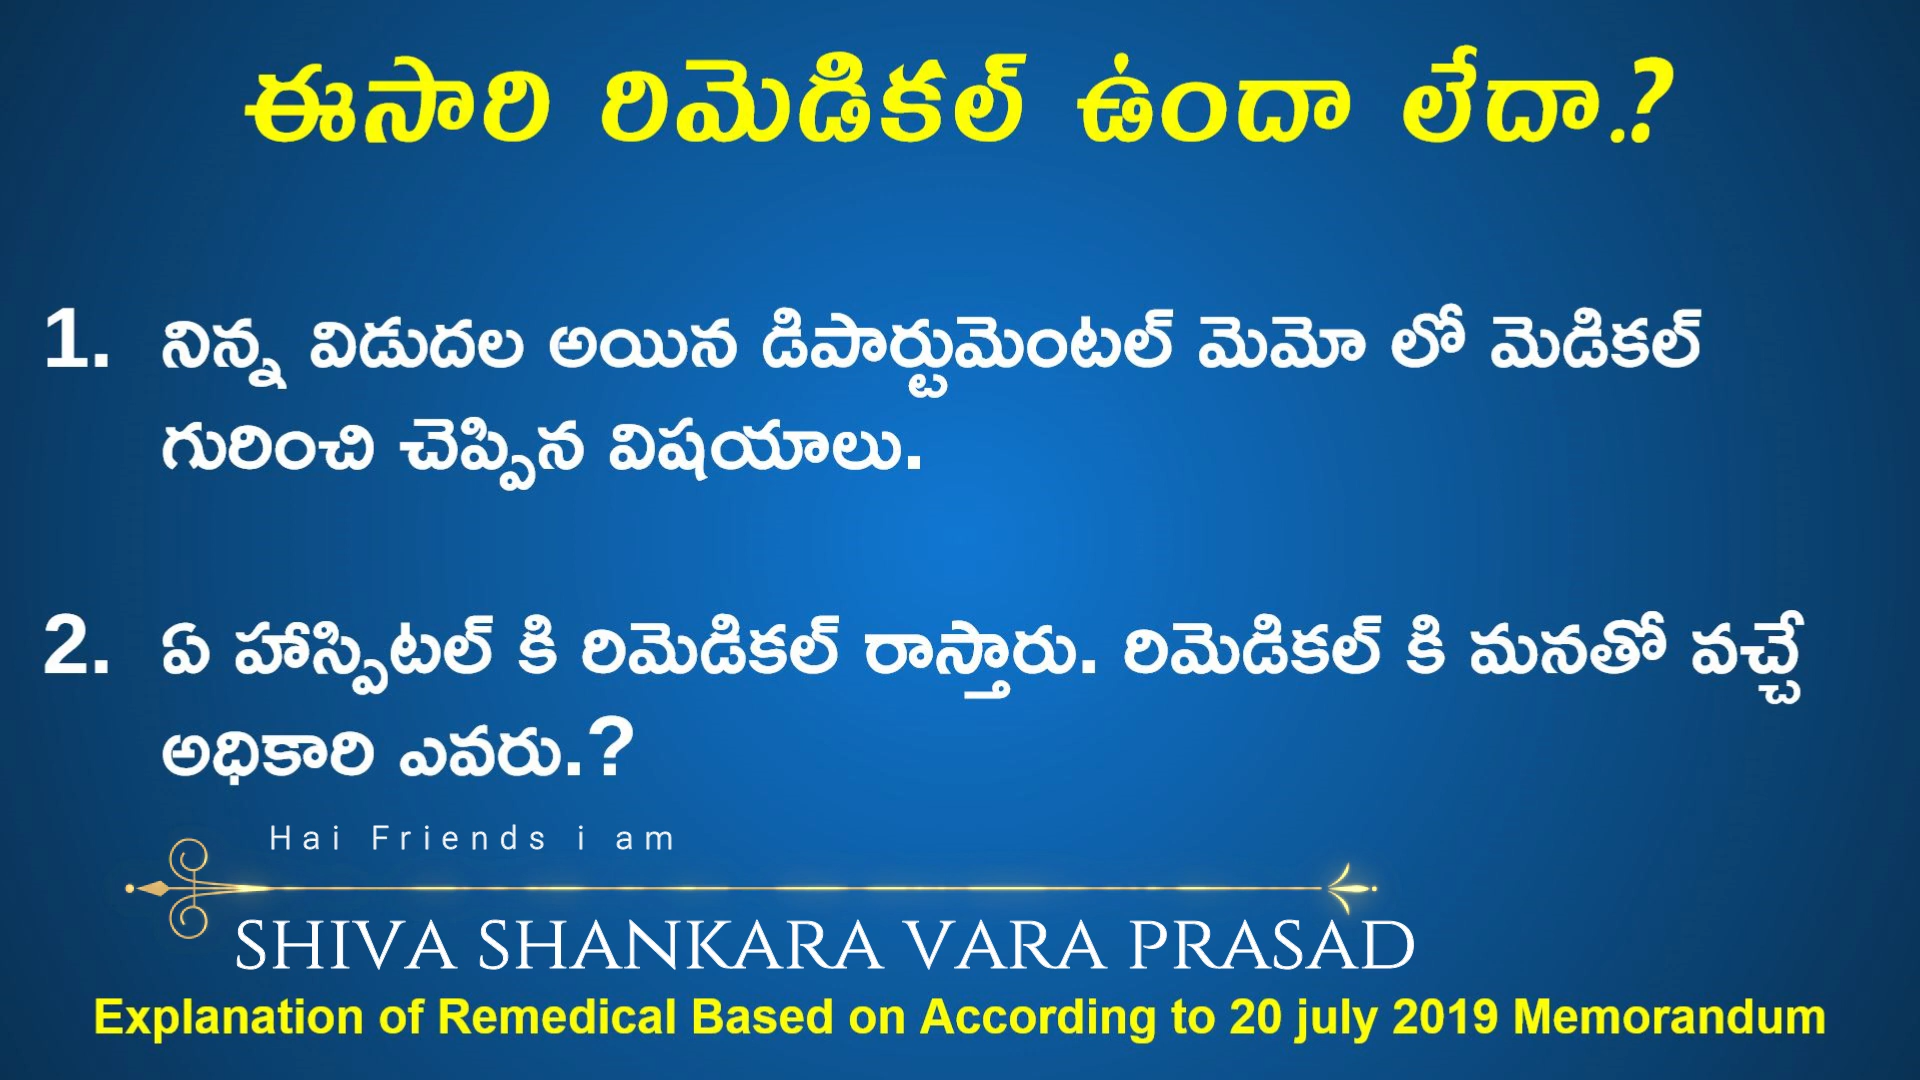 ఈసారి రిమెడికల్ ఉందా లేదా.?
1. నిన్న విడుదల అయిన డిపార్టుమెంటల్ మెమో లో మెడికల్
గురించి చెప్పిన విషయాలు.
2. ఏ హాస్పిటల్ కి రిమెడికల్ రాస్తారు. రిమెడికల్ కి మనతో వచ్చే
అధికారి ఎవరు.?
Hai Friends i am
SHIVA SHANKARA VARA PRASAD
Explanation of Remedical Based on According to 20 july 2019 Memorandum